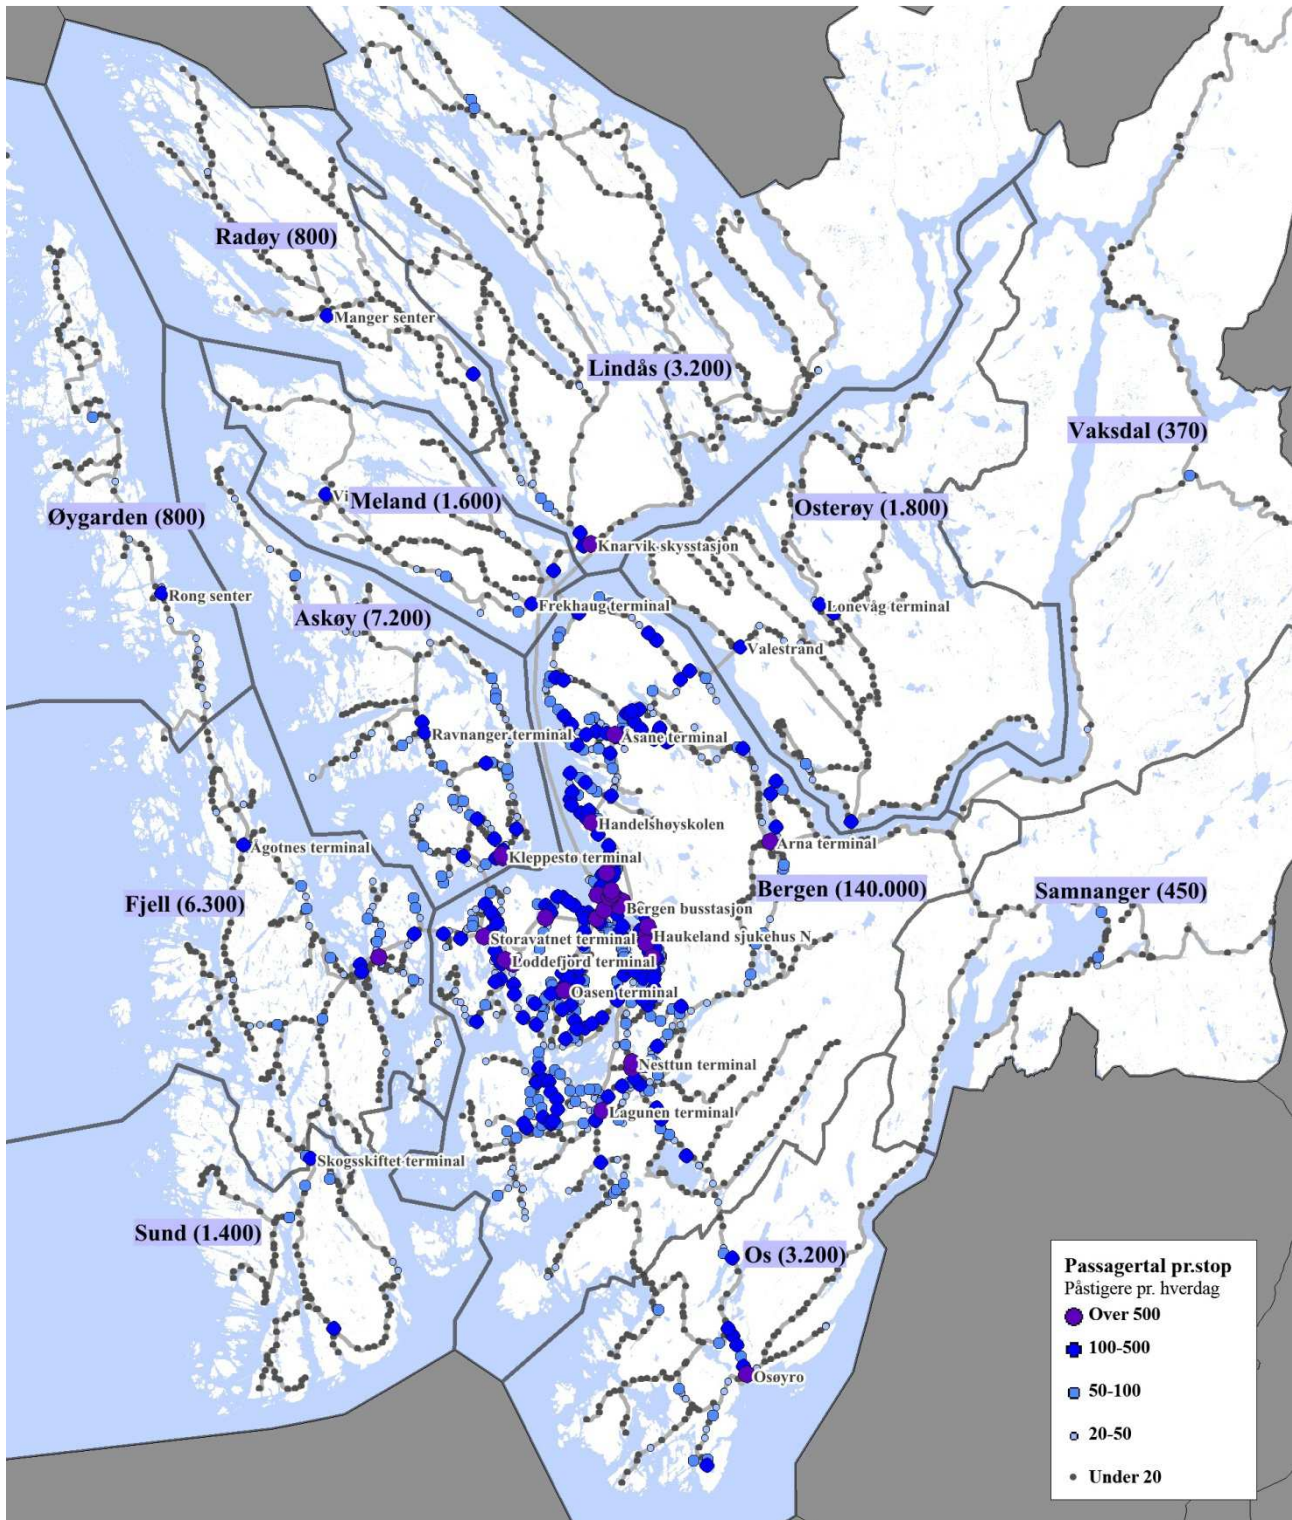 Radøy (800)
Manger senter
Lindås (3.200)
Vaksdal (370)
Meland (1.600)
Osterøy (1.800)
Øygarden (800)
Knarvik skysstasjon
Rong senter
Frekhaug terminal
Lonevåg terminal
Askøy (7.200)
Valestrand
Ravnanger terminal
Åsane terminal
Handelshøyskolen
Ågotnes terminal
Arna terminal
Kleppestø terminal
Bergen (140.000)
Samnanger (450)
Fjell (6.300)
Bergen busstasjon
Storavatnet terminal
Haukeland sjukehus N
Loddefjord terminal
Oasen terminal
Nesttun terminal
Lagunen terminal
Skogsskiftet terminal
Sund (1.400)
Os (3.200)
Osøyro
Passagertal pr.stop
Påstigere pr. hverdag
Over 500
100-500
50-100
20-50
Under 20